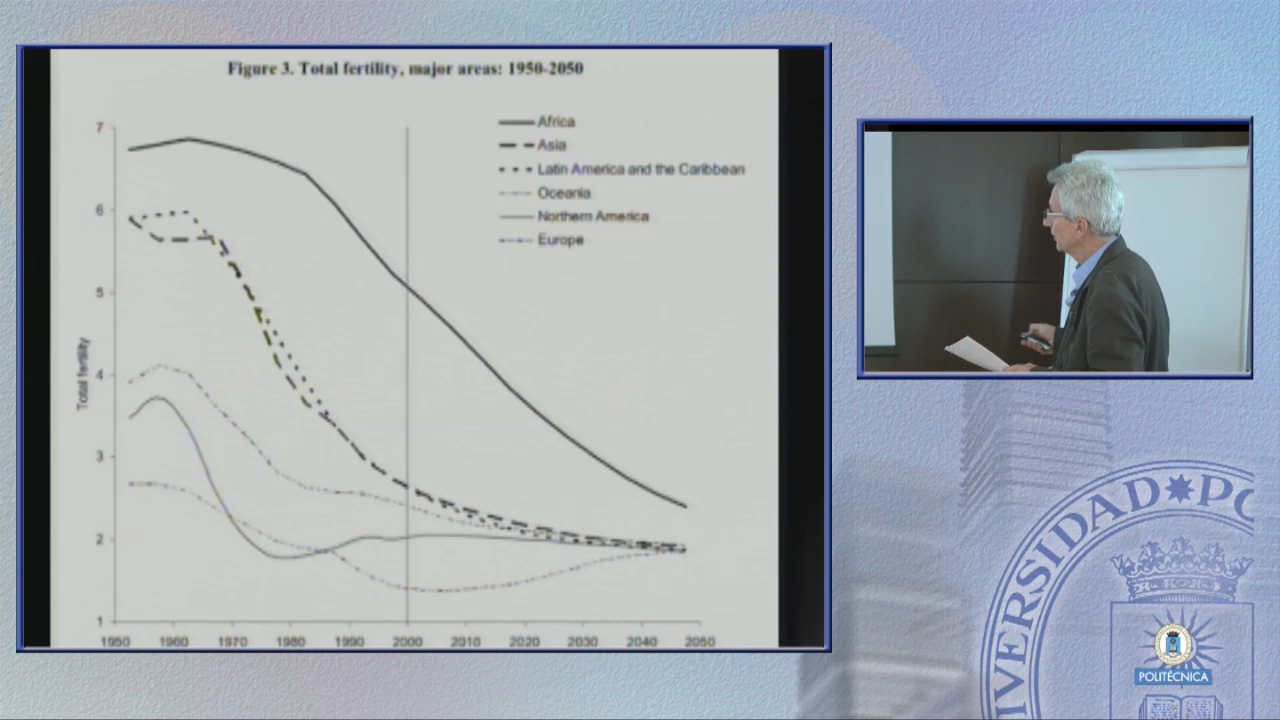 Figure 3. Total fertility, major areas: 1950-2050
Africa
Asia
Latin America and the Caribbean
Oceania
Northern America
Europe
7
6
5
4
3
2
1
Total fertility
1950 1960 1970 1980 1990 2000 2010 2020 2030 2040 2050
VERSIDAD PO
POLITÉCNICA